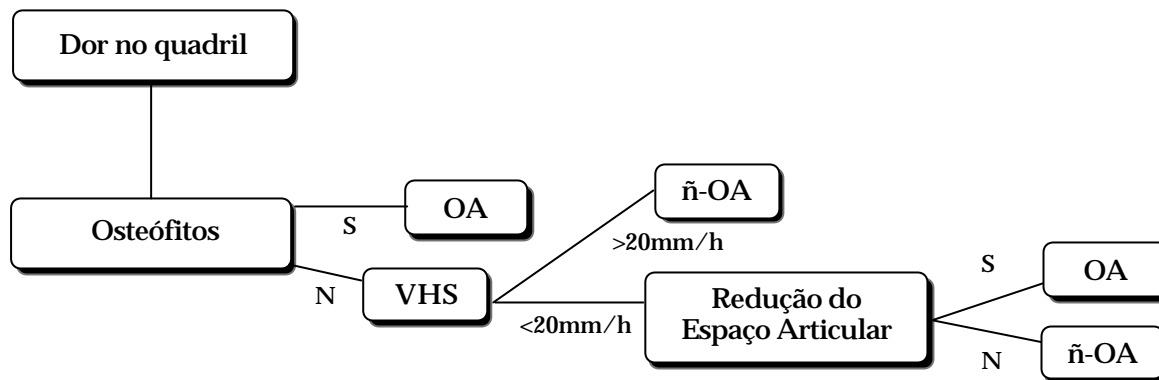 Dor no quadril
Osteófitos
S
OA
N
VHS
>20mm/h
ñ-OA
<20mm/h
Redução do
Espaço Articular
S
OA
N
ñ-OA